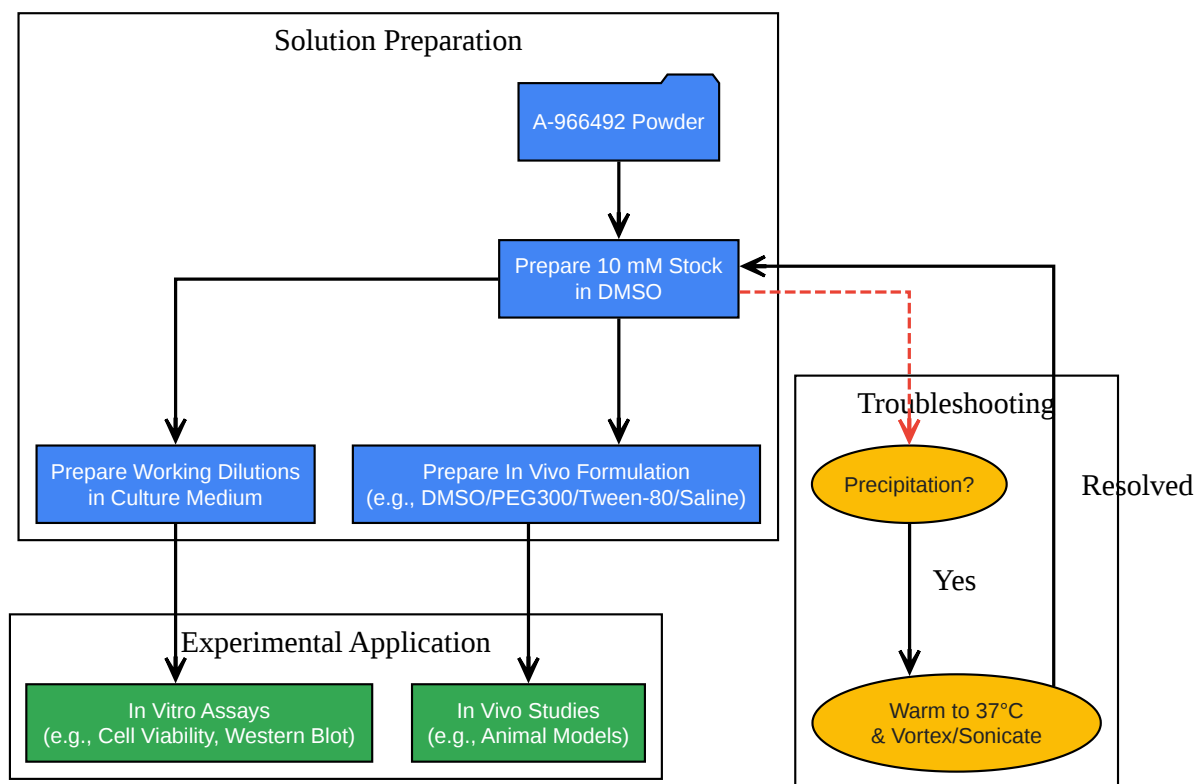 Solution Preparation
A-966492 Powder
Prepare 10 mM Stock
in DMSO
Prepare Working Dilutions
in Culture Medium
Prepare In Vivo Formulation
(e.g., DMSO/PEG300/Tween-80/Saline)
Troubleshooting
Precipitation?
Resolved
Yes
Warm to 37°C
& Vortex/Sonicate
Experimental Application
In Vitro Assays
(e.g., Cell Viability, Western Blot)
In Vivo Studies
(e.g., Animal Models)